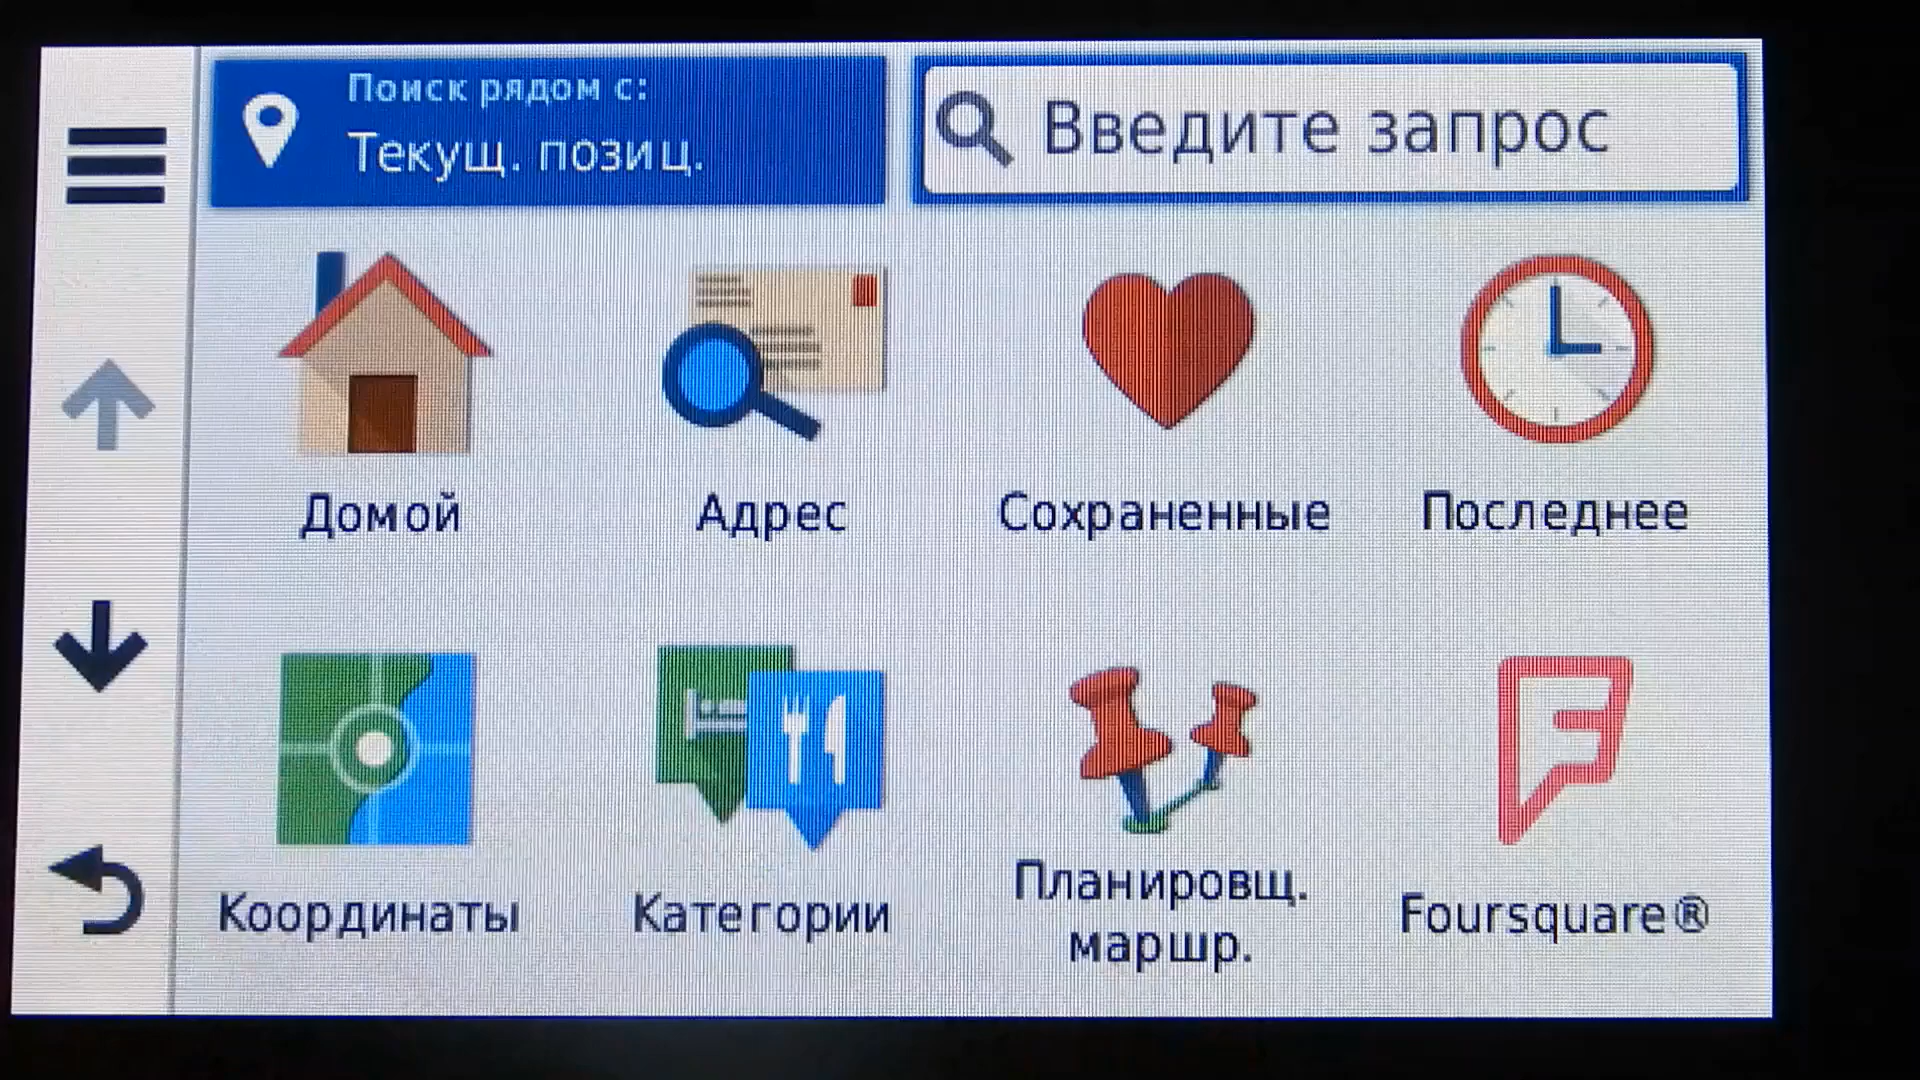 Поиск рядом с:
Текущ. позиц.
Введите запрос
Домой
Адрес
Сохраненные
Последнее
Координаты
Категории
Планировщ.
маршр.
Foursquare®